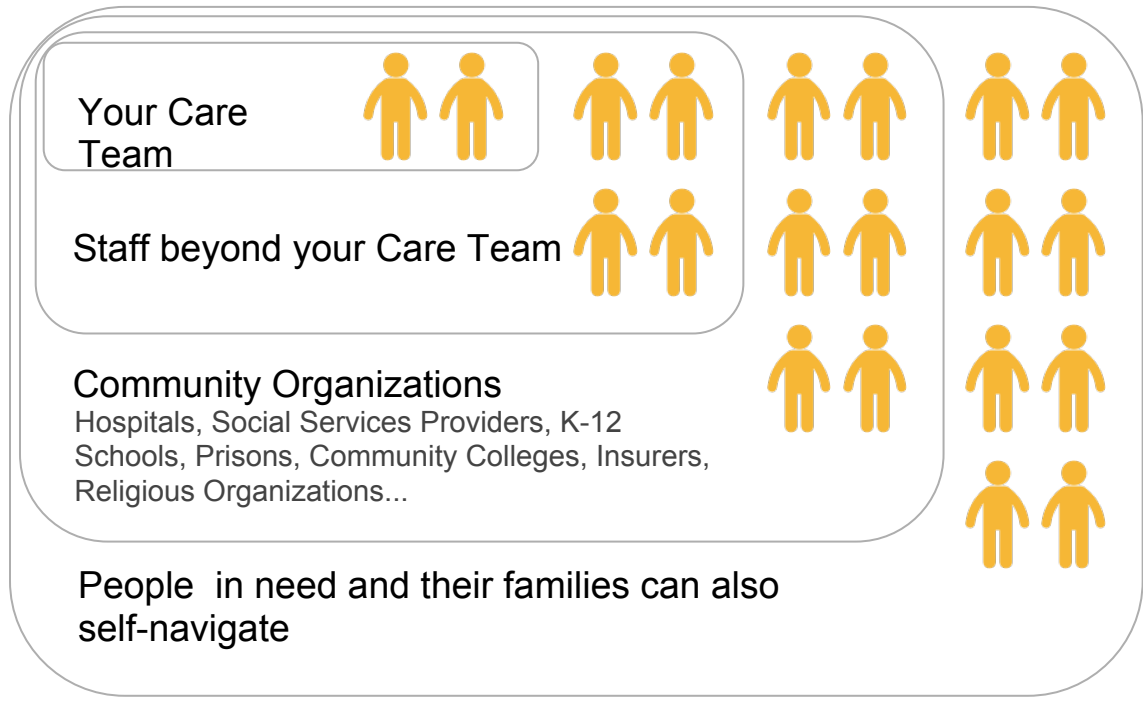 Your Care
Team
Staff beyond your Care Team
Community Organizations
Hospitals, Social Services Providers, K-12
Schools, Prisons, Community Colleges, Insurers,
Religious Organizations...
People  in need and their families can also
self-navigate